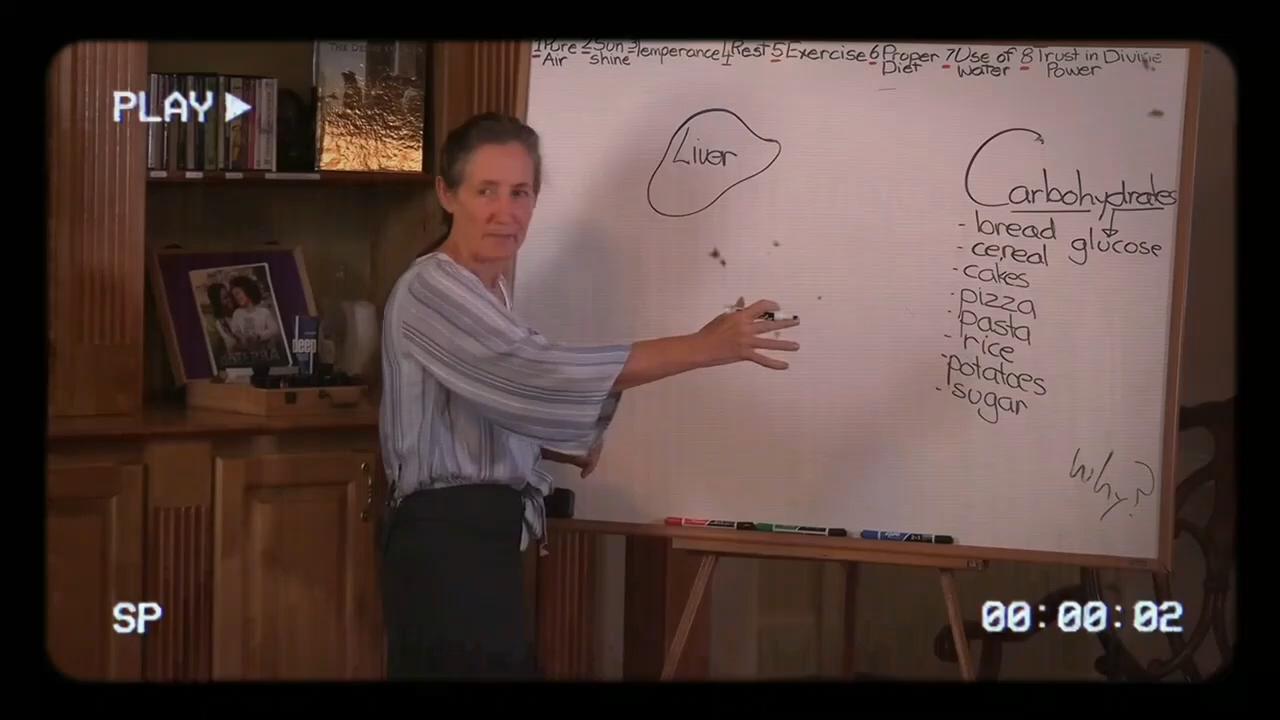 1 Pure Air 2 Sun shine 3 Temperance 4 Rest 5 Exercise 6 Proper Diet 7 Use of Water 8 Trust in Divine Power
PLAY
Liver
Carbohydrates
- bread
glucose
- cereal
- cakes
- pizza
- pasta
- rice
- potatoes
- sugar
deep
Why?
SP
00:00:02